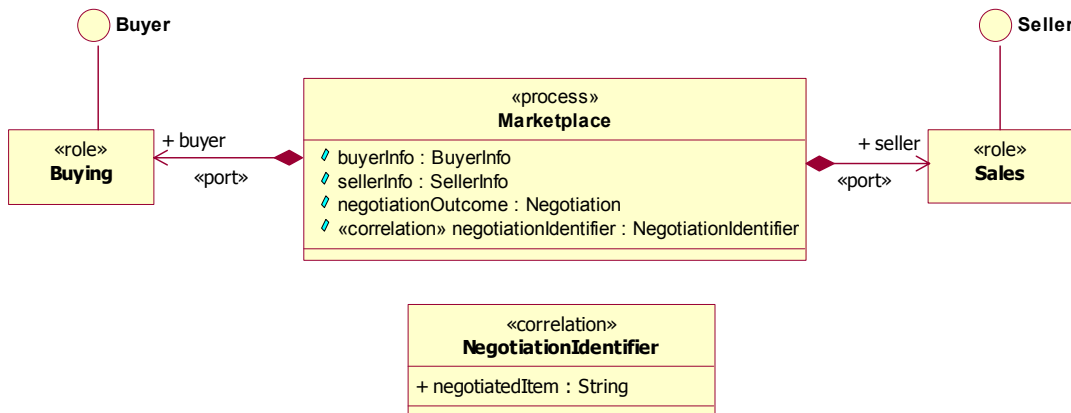 Buyer
Seller
«process»
Marketplace
+ buyer
+ seller
«role»
Buying
«port»
buyerInfo : BuyerInfo
sellerInfo : SellerInfo
negotiationOutcome : Negotiation
«correlation» negotiationIdentifier : NegotiationIdentifier
«port»
«role»
Sales
«correlation»
NegotiationIdentifier
+ negotiatedItem : String